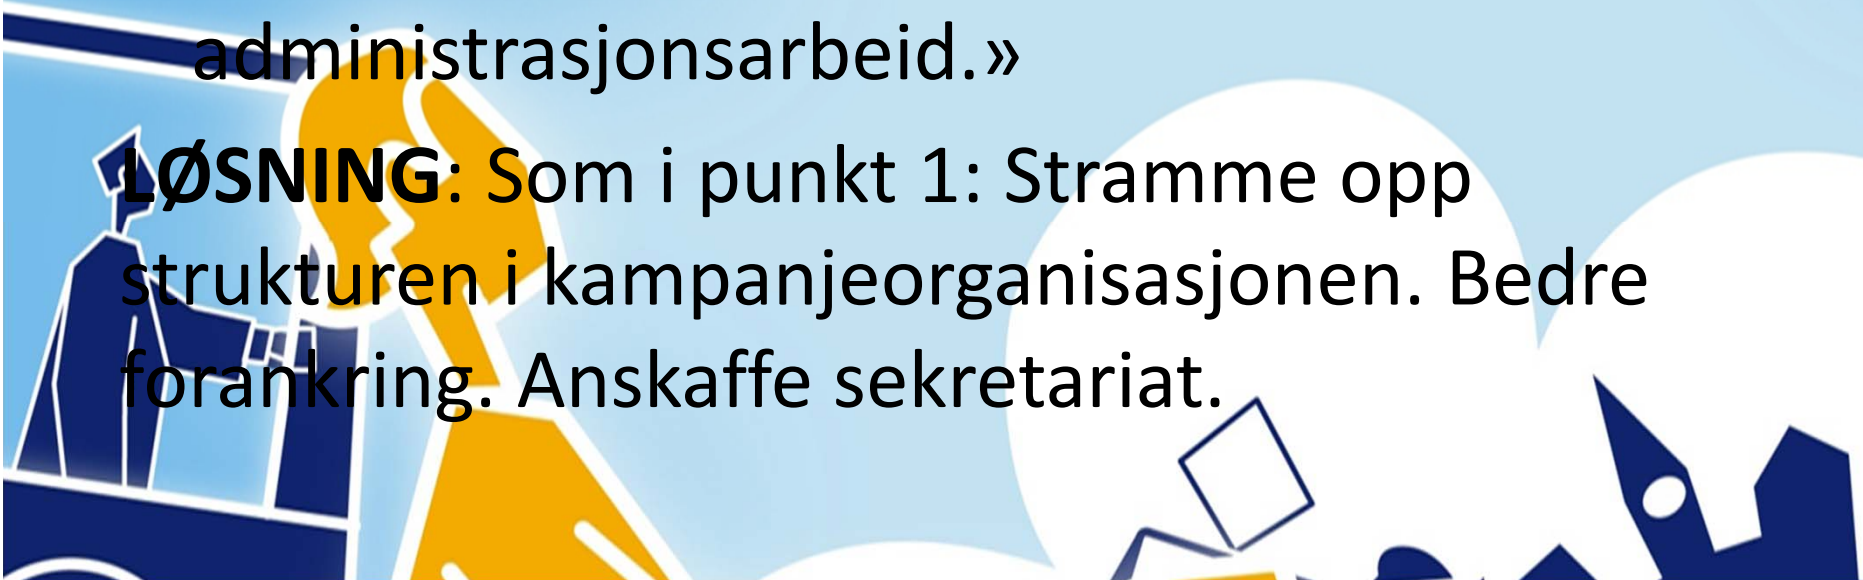 administrasjonsarbeid.»
LØSNING: Som i punkt 1: Stramme opp
strukturen i kampanjeorganisasjonen. Bedre
forankring. Anskaffe sekretariat.